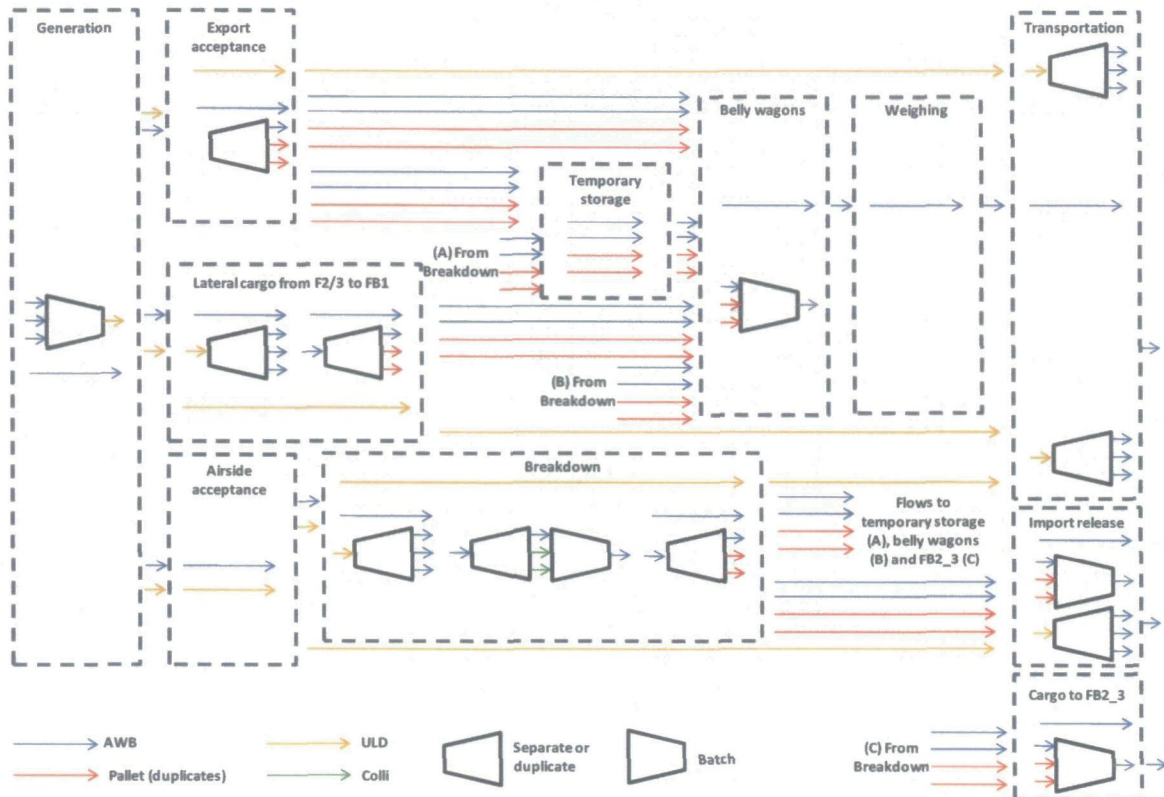 Generation
Export
acceptance
Transportation
Belly wagons
Weighing
Temporary
storage
(A) From
Breakdown
Lateral cargo from F2/3 to FB1
(B) From
Breakdown
Airside
acceptance
Breakdown
Flows to
temporary storage
(A), belly wagons
(B) and FB2_3 (C)
Import release
Cargo to FB2_3
(C) From
Breakdown
AWB
ULD
Separate or
duplicate
Batch
Pallet (duplicates)
Colli